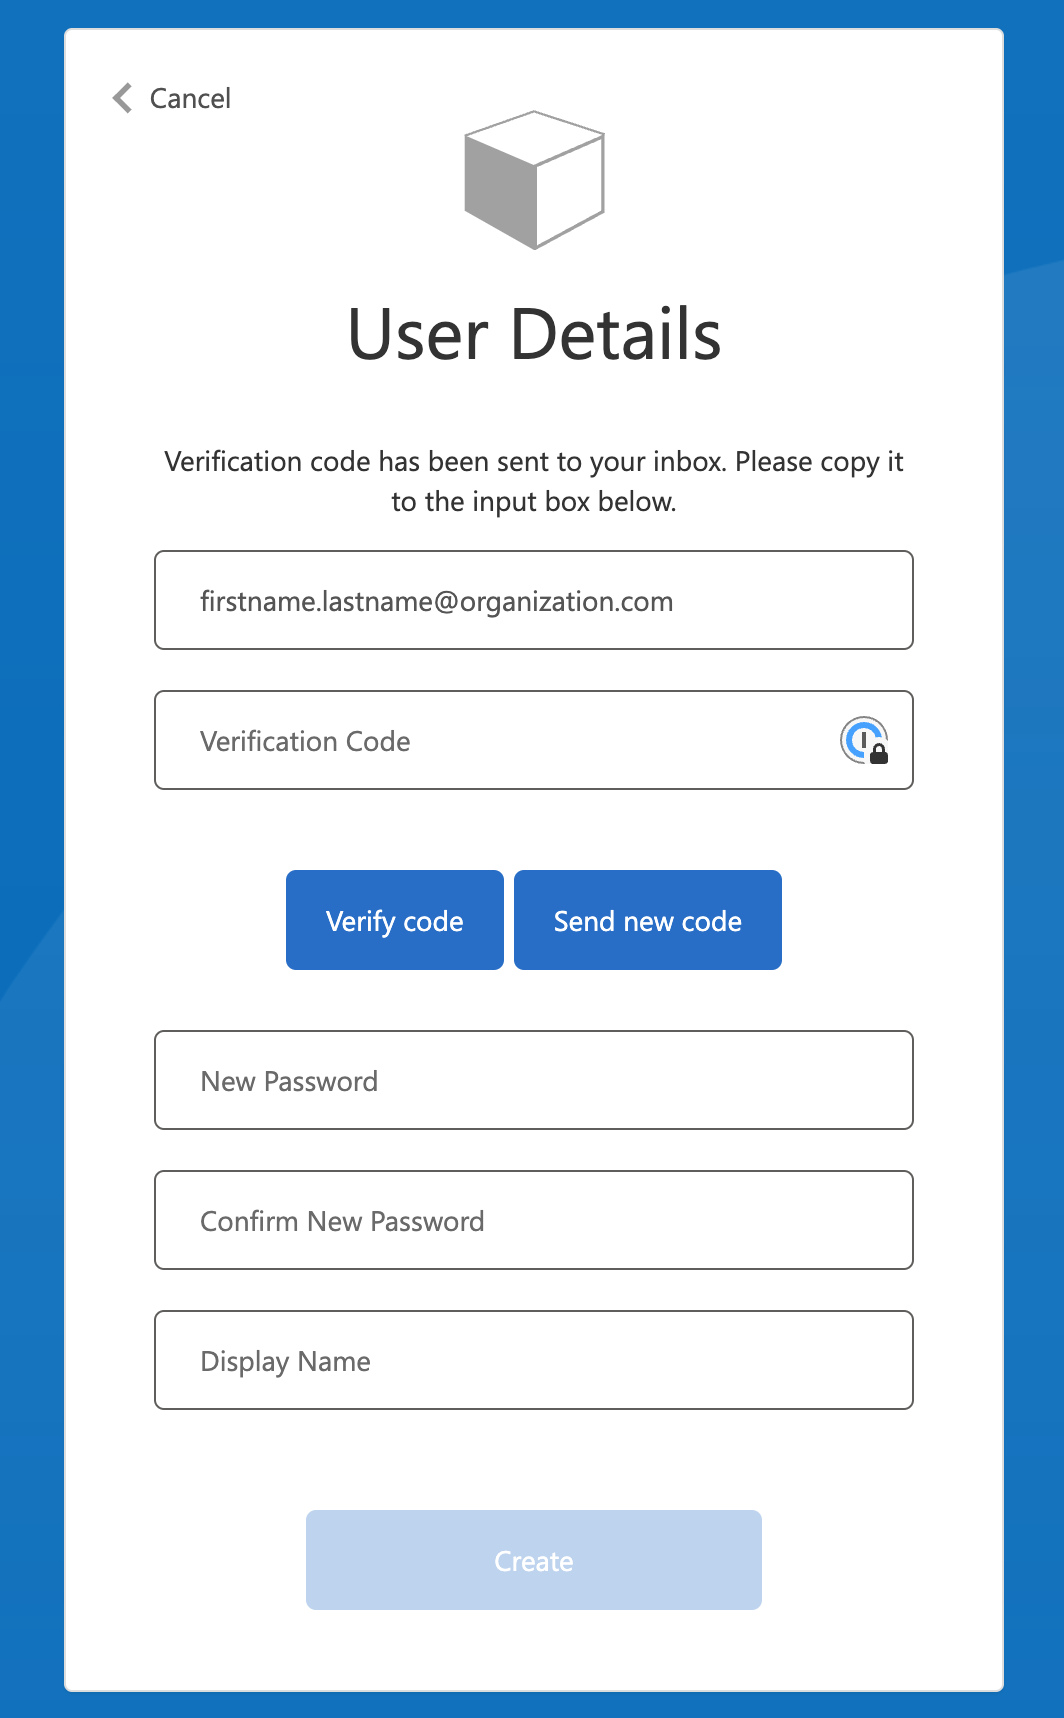 Cancel
User Details
Verification code has been sent to your inbox. Please copy it
to the input box below.
firstname.lastname@organization.com
Verification Code
Verify code
Send new code
New Password
Confirm New Password
Display Name
Create